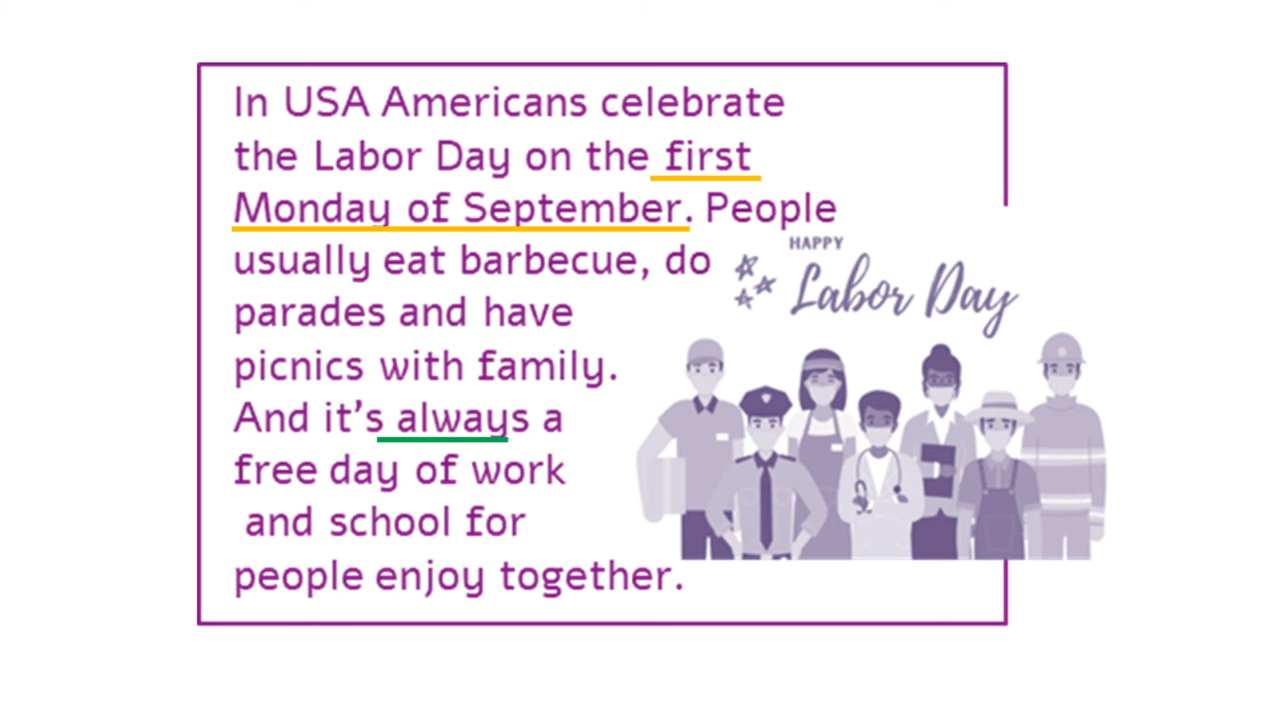 In USA Americans celebrate
the Labor Day on the first
Monday of September. People
usually eat barbecue, do
parades and have
picnics with family.
And it’s always a
free day of work
and school for
people enjoy together.
HAPPY
Labor Day